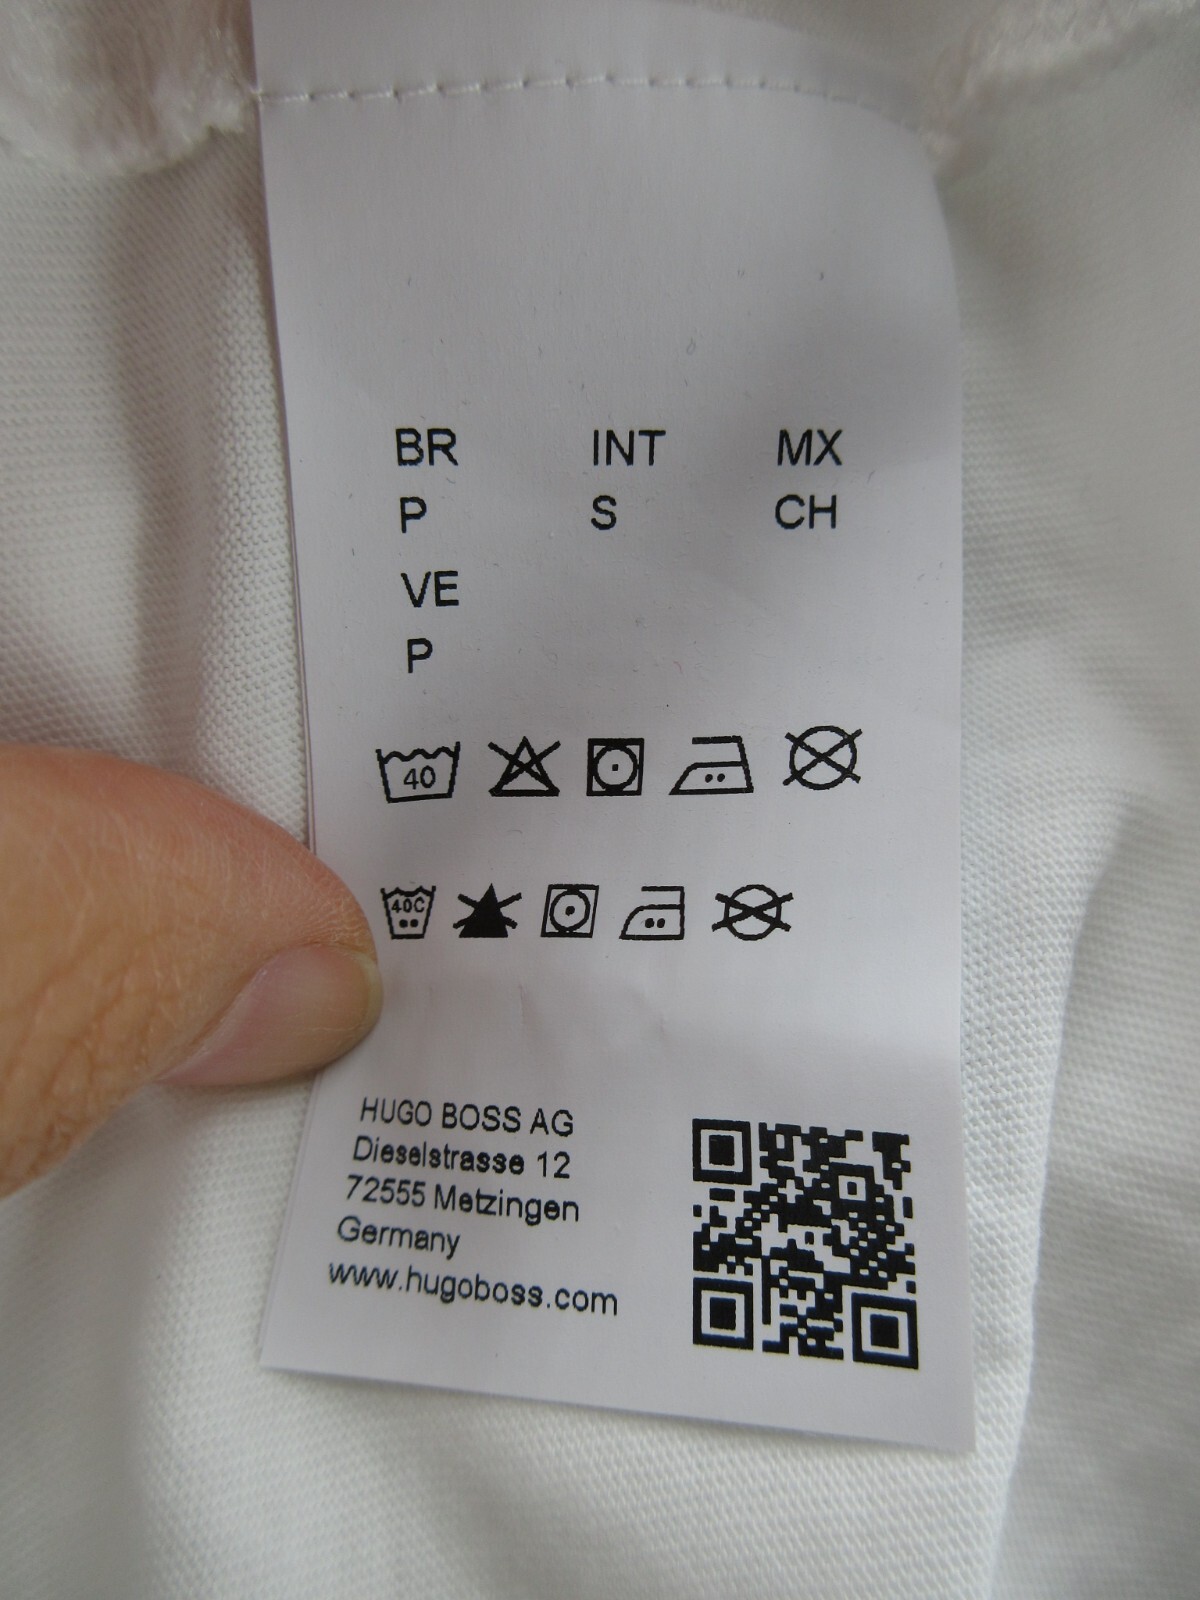 BR INT MX
P S CH
VE
P
40
40C
HUGO BOSS AG
Dieselstrasse 12
72555 Metzingen
Germany
www.hugoboss.com